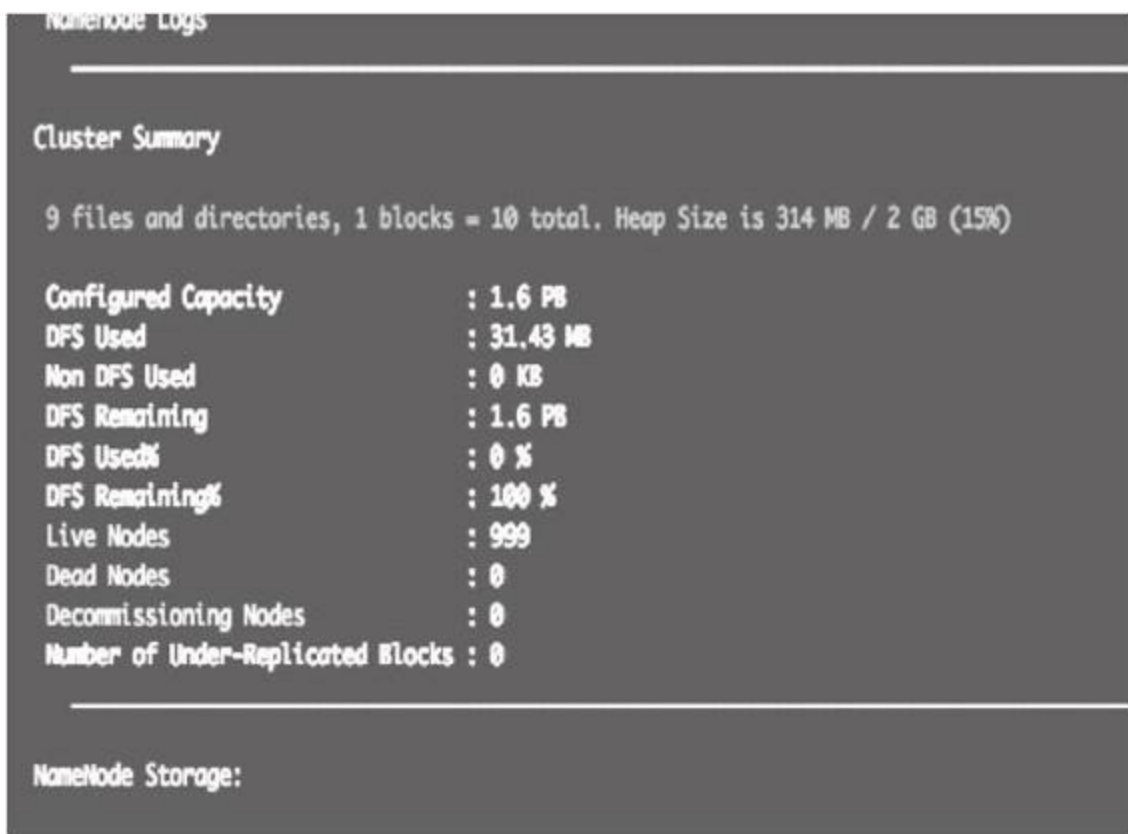 NameNode Logs
Cluster Summary
9 files and directories, 1 blocks = 10 total. Heap Size is 314 MB / 2 GB (15%)
Configured Capacity : 1.6 PB
DFS Used : 31.43 MB
Non DFS Used : 0 KB
DFS Remaining : 1.6 PB
DFS Used% : 0 %
DFS Remaining% : 100 %
Live Nodes : 999
Dead Nodes : 0
Decommissioning Nodes : 0
Number of Under-Replicated Blocks : 0
NameNode Storage: